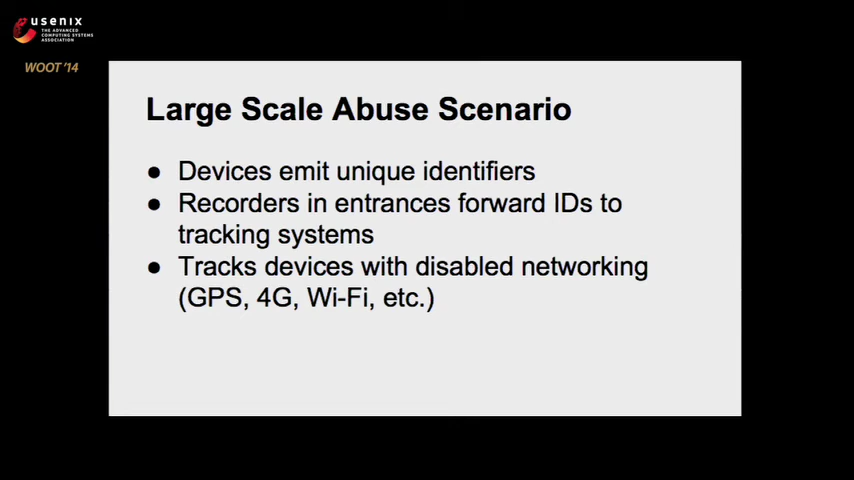 usenix
THE ADVANCED
COMPUTING SYSTEMS
ASSOCIATION
WOOT '14
Large Scale Abuse Scenario
● Devices emit unique identifiers
● Recorders in entrances forward IDs to
tracking systems
● Tracks devices with disabled networking
(GPS, 4G, Wi-Fi, etc.)